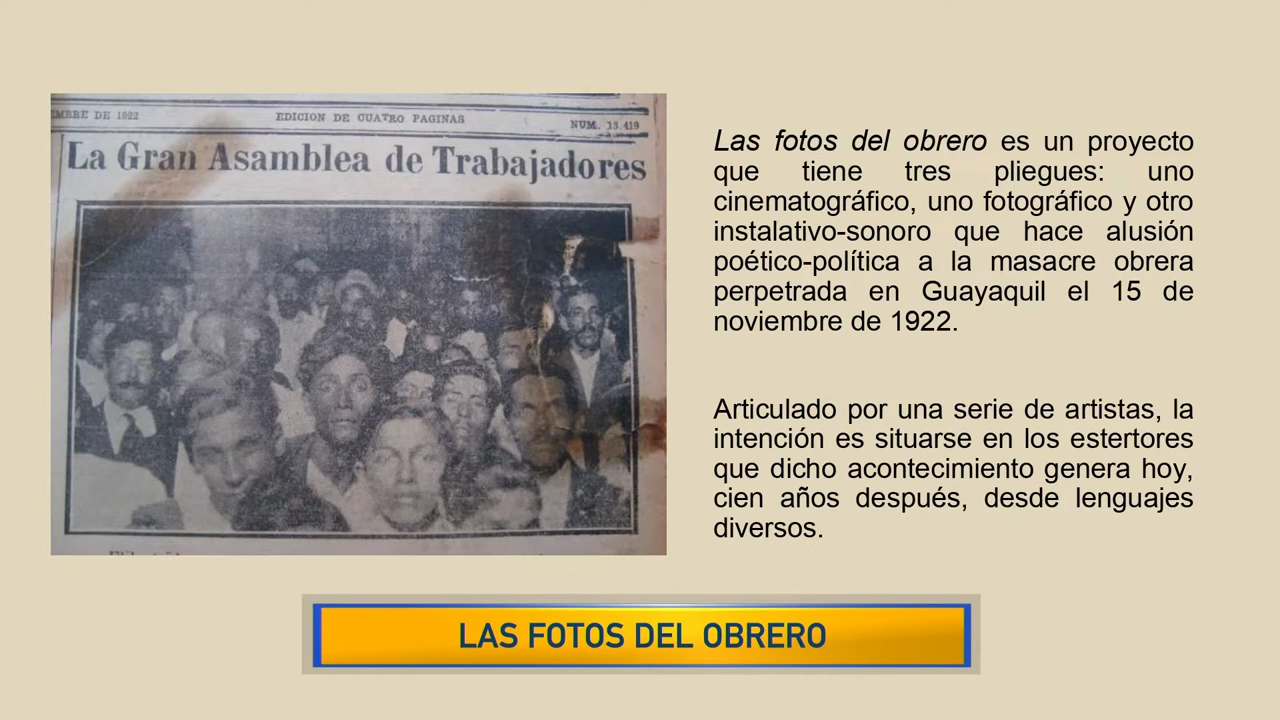 EMBRE DE 1922
EDICION DE CUATRO PAGINAS
NUM. 13.419
La Gran Asamblea de Trabajadores
Las fotos del obrero es un proyecto
que tiene tres pliegues: uno
cinematográfico, uno fotográfico y otro
instalativo-sonoro que hace alusión
poético-política a la masacre obrera
perpetrada en Guayaquil el 15 de
noviembre de 1922.
Articulado por una serie de artistas, la
intención es situarse en los estertores
que dicho acontecimiento genera hoy,
cien años después, desde lenguajes
diversos.
LAS FOTOS DEL OBRERO